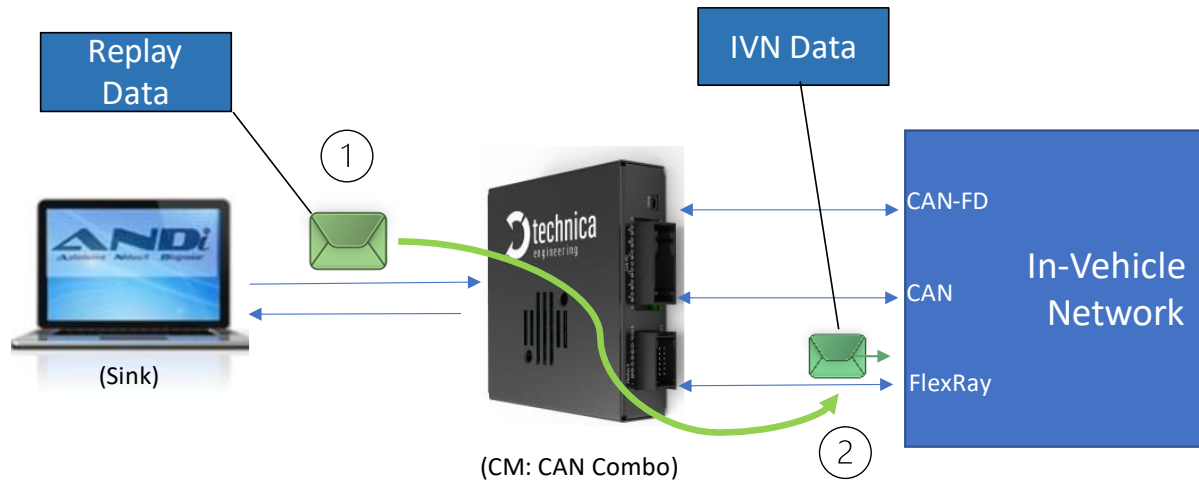 Replay
Data
IVN Data
1
technica
engineering
CAN-FD
ANDi
In-Vehicle
Network
CAN
(Sink)
FlexRay
2
(CM: CAN Combo)